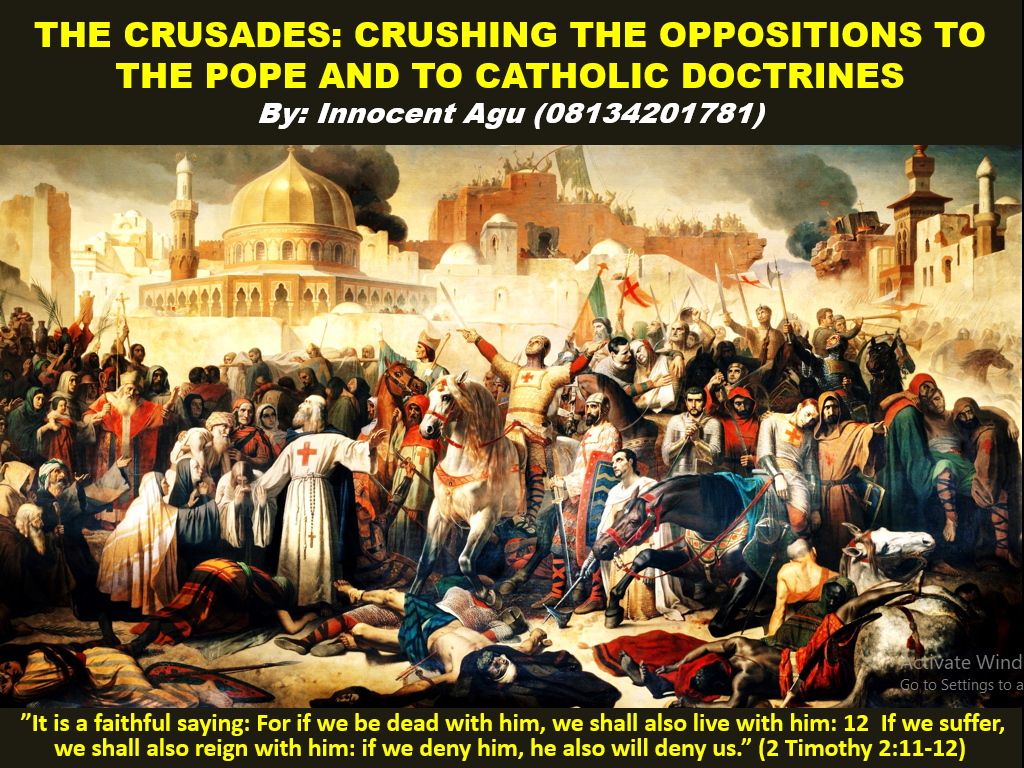 THE CRUSADES: CRUSHING THE OPPOSITIONS TO
THE POPE AND TO CATHOLIC DOCTRINES
By: Innocent Agu (08134201781)
Activate Wind
Go to Settings to a
”It is a faithful saying: For if we be dead with him, we shall also live with him: 12 If we suffer,
we shall also reign with him: if we deny him, he also will deny us.” (2 Timothy 2:11-12)